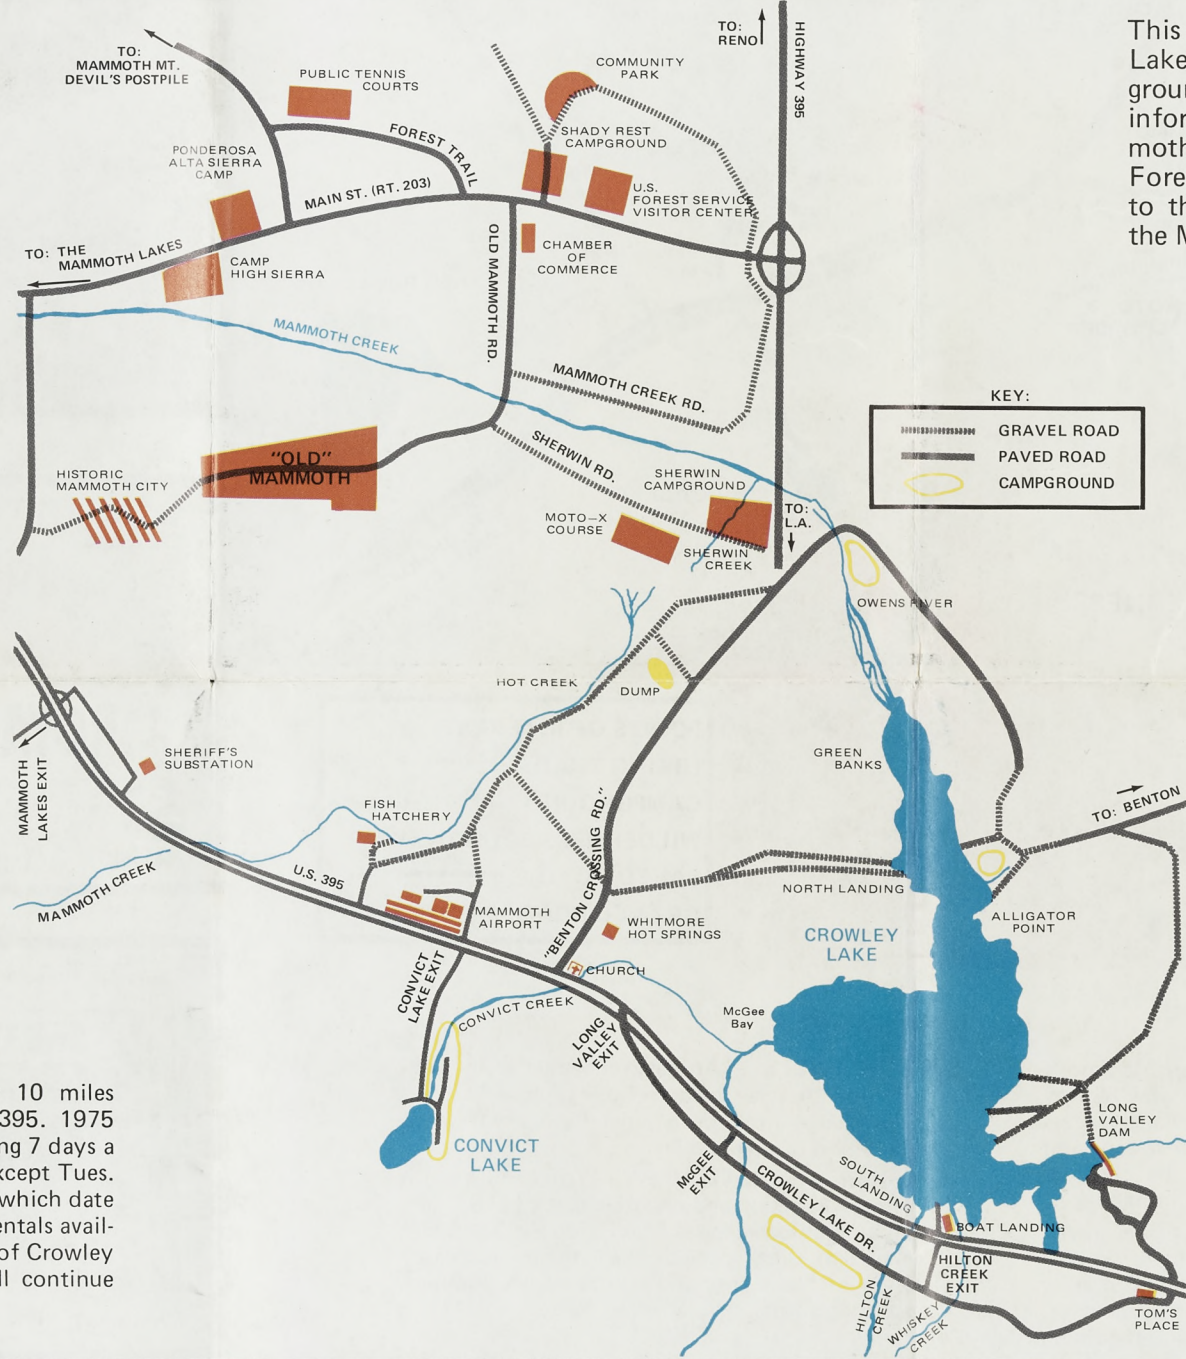 TO:
MAMMOTH MT.
DEVIL'S POSTPILE
PUBLIC TENNIS
COURTS
COMMUNITY
PARK
TO:
RENO
HIGHWAY 395
This
Lake
groun
infor
moth
Fore
to th
the M
FOREST TRAIL
SHADY REST
CAMPGROUND
PONDEROSA
ALTA SIERRA
CAMP
MAIN ST. (RT. 203)
U.S.
FOREST SERVICE
VISITOR CENTER
TO: THE
MAMMOTH LAKES
CAMP
HIGH SIERRA
OLD MAMMOTH RD.
CHAMBER
OF
COMMERCE
MAMMOTH CREEK
MAMMOTH CREEK RD.
KEY:
GRAVEL ROAD
PAVED ROAD
CAMPGROUND
"OLD"
MAMMOTH
HISTORIC
MAMMOTH CITY
SHERWIN RD.
SHERWIN
CAMPGROUND
MOTO—X
COURSE
SHERWIN
CREEK
TO:
L.A.
OWENS RIVER
HOT CREEK
DUMP
SHERIFF'S
SUBSTATION
MAMMOTH
LAKES EXIT
GREEN
BANKS
TO: BENTON
FISH
HATCHERY
"BENTON CROSSING RD."
U.S. 395
MAMMOTH CREEK
NORTH LANDING
MAMMOTH
AIRPORT
WHITMORE
HOT SPRINGS
ALLIGATOR
POINT
CROWLEY
LAKE
CHURCH
CONVICT
LAKE EXIT
CONVICT CREEK
LONG
VALLEY
EXIT
McGee
Bay
10 miles
395. 1975
ng 7 days a
xcept Tues.
which date
entals avail-
of Crowley
ll continue
CONVICT
LAKE
LONG
VALLEY
DAM
McGEE
EXIT
CROWLEY LAKE DR.
SOUTH
LANDING
BOAT LANDING
HILTON
CREEK
EXIT
HILTON
CREEK
WHISKEY
CREEK
TOM'S
PLACE